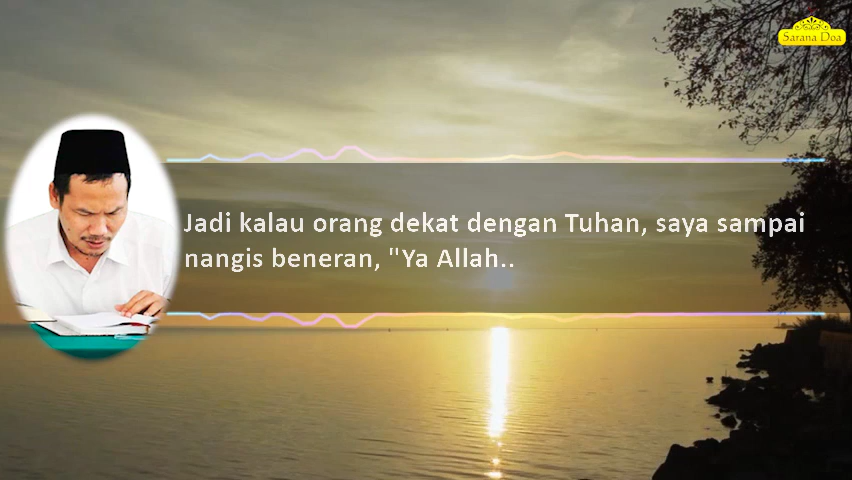 Sarana Doa
Jadi kalau orang dekat dengan Tuhan, saya sampai
nangis beneran, "Ya Allah..